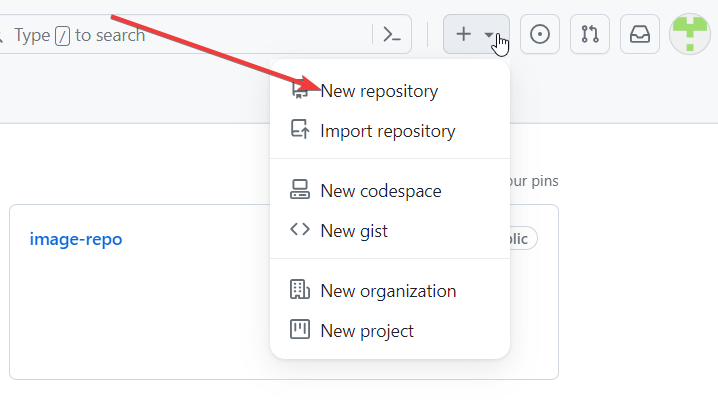 Type / to search
New repository
Import repository
our pins
New codespace
image-repo
New gist
New organization
New project